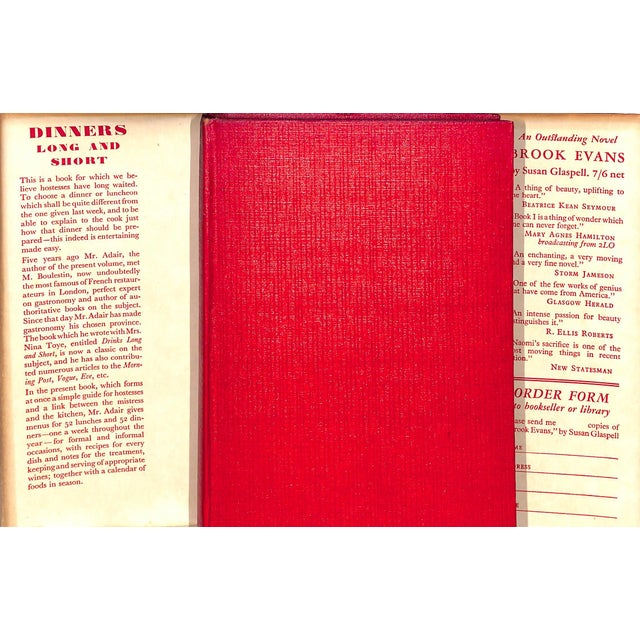 DINNERS
LONG AND
SHORT
This is a book for which we be-
lieve hostesses have long waited.
To choose a dinner or luncheon
which shall be quite different from
the one given last week, and to be
able to explain to the cook just
how that dinner should be pre-
pared—this indeed is entertaining
made easy.
Five years ago Mr. Adair, the
author of the present volume, met
M. Boulestin, now undoubtedly
the most famous of French restaur-
ateurs in London, perfect expert
on gastronomy and author of au-
thoritative books on the subject.
Since that day Mr. Adair has made
gastronomy his chosen province.
The book which he wrote with Mrs.
Nina Toye, entitled Drinks Long
and Short, is now a classic on the
subject, and he has also contribu-
ted numerous articles to the Morn-
ing Post, Vogue, Eve, etc.
In the present book, which forms
at once a simple guide for hostesses
and a link between the mistress
and the kitchen, Mr. Adair gives
menus for 52 lunches and 52 din-
ners—one a week throughout the
year—for formal and informal
occasions, with recipes for every
dish and notes for the treatment,
keeping and serving of appropriate
wines; together with a calendar of
foods in season.
An Outstanding Novel
BROOK EVANS
by Susan Glaspell. 7/6 net
A thing of beauty, uplifting to
he heart."
BEATRICE KEAN SEYMOUR
Book I is a thing of wonder which
ne can never forget."
MARY AGNES HAMILTON
broadcasting from 2LO
An enchanting, a very moving
and a very fine novel."
STORM JAMESON
One of the few works of genius
at have come from America."
GLASGOW HERALD
An intense passion for beauty
stinguishes it."
R. ELLIS ROBERTS
Naomi's sacrifice is one of the
ost moving things in recent
tion."
NEW STATESMAN
ORDER FORM
to bookseller or library
ase send me copies of
rook Evans," by Susan Glaspell
ME
DRESS